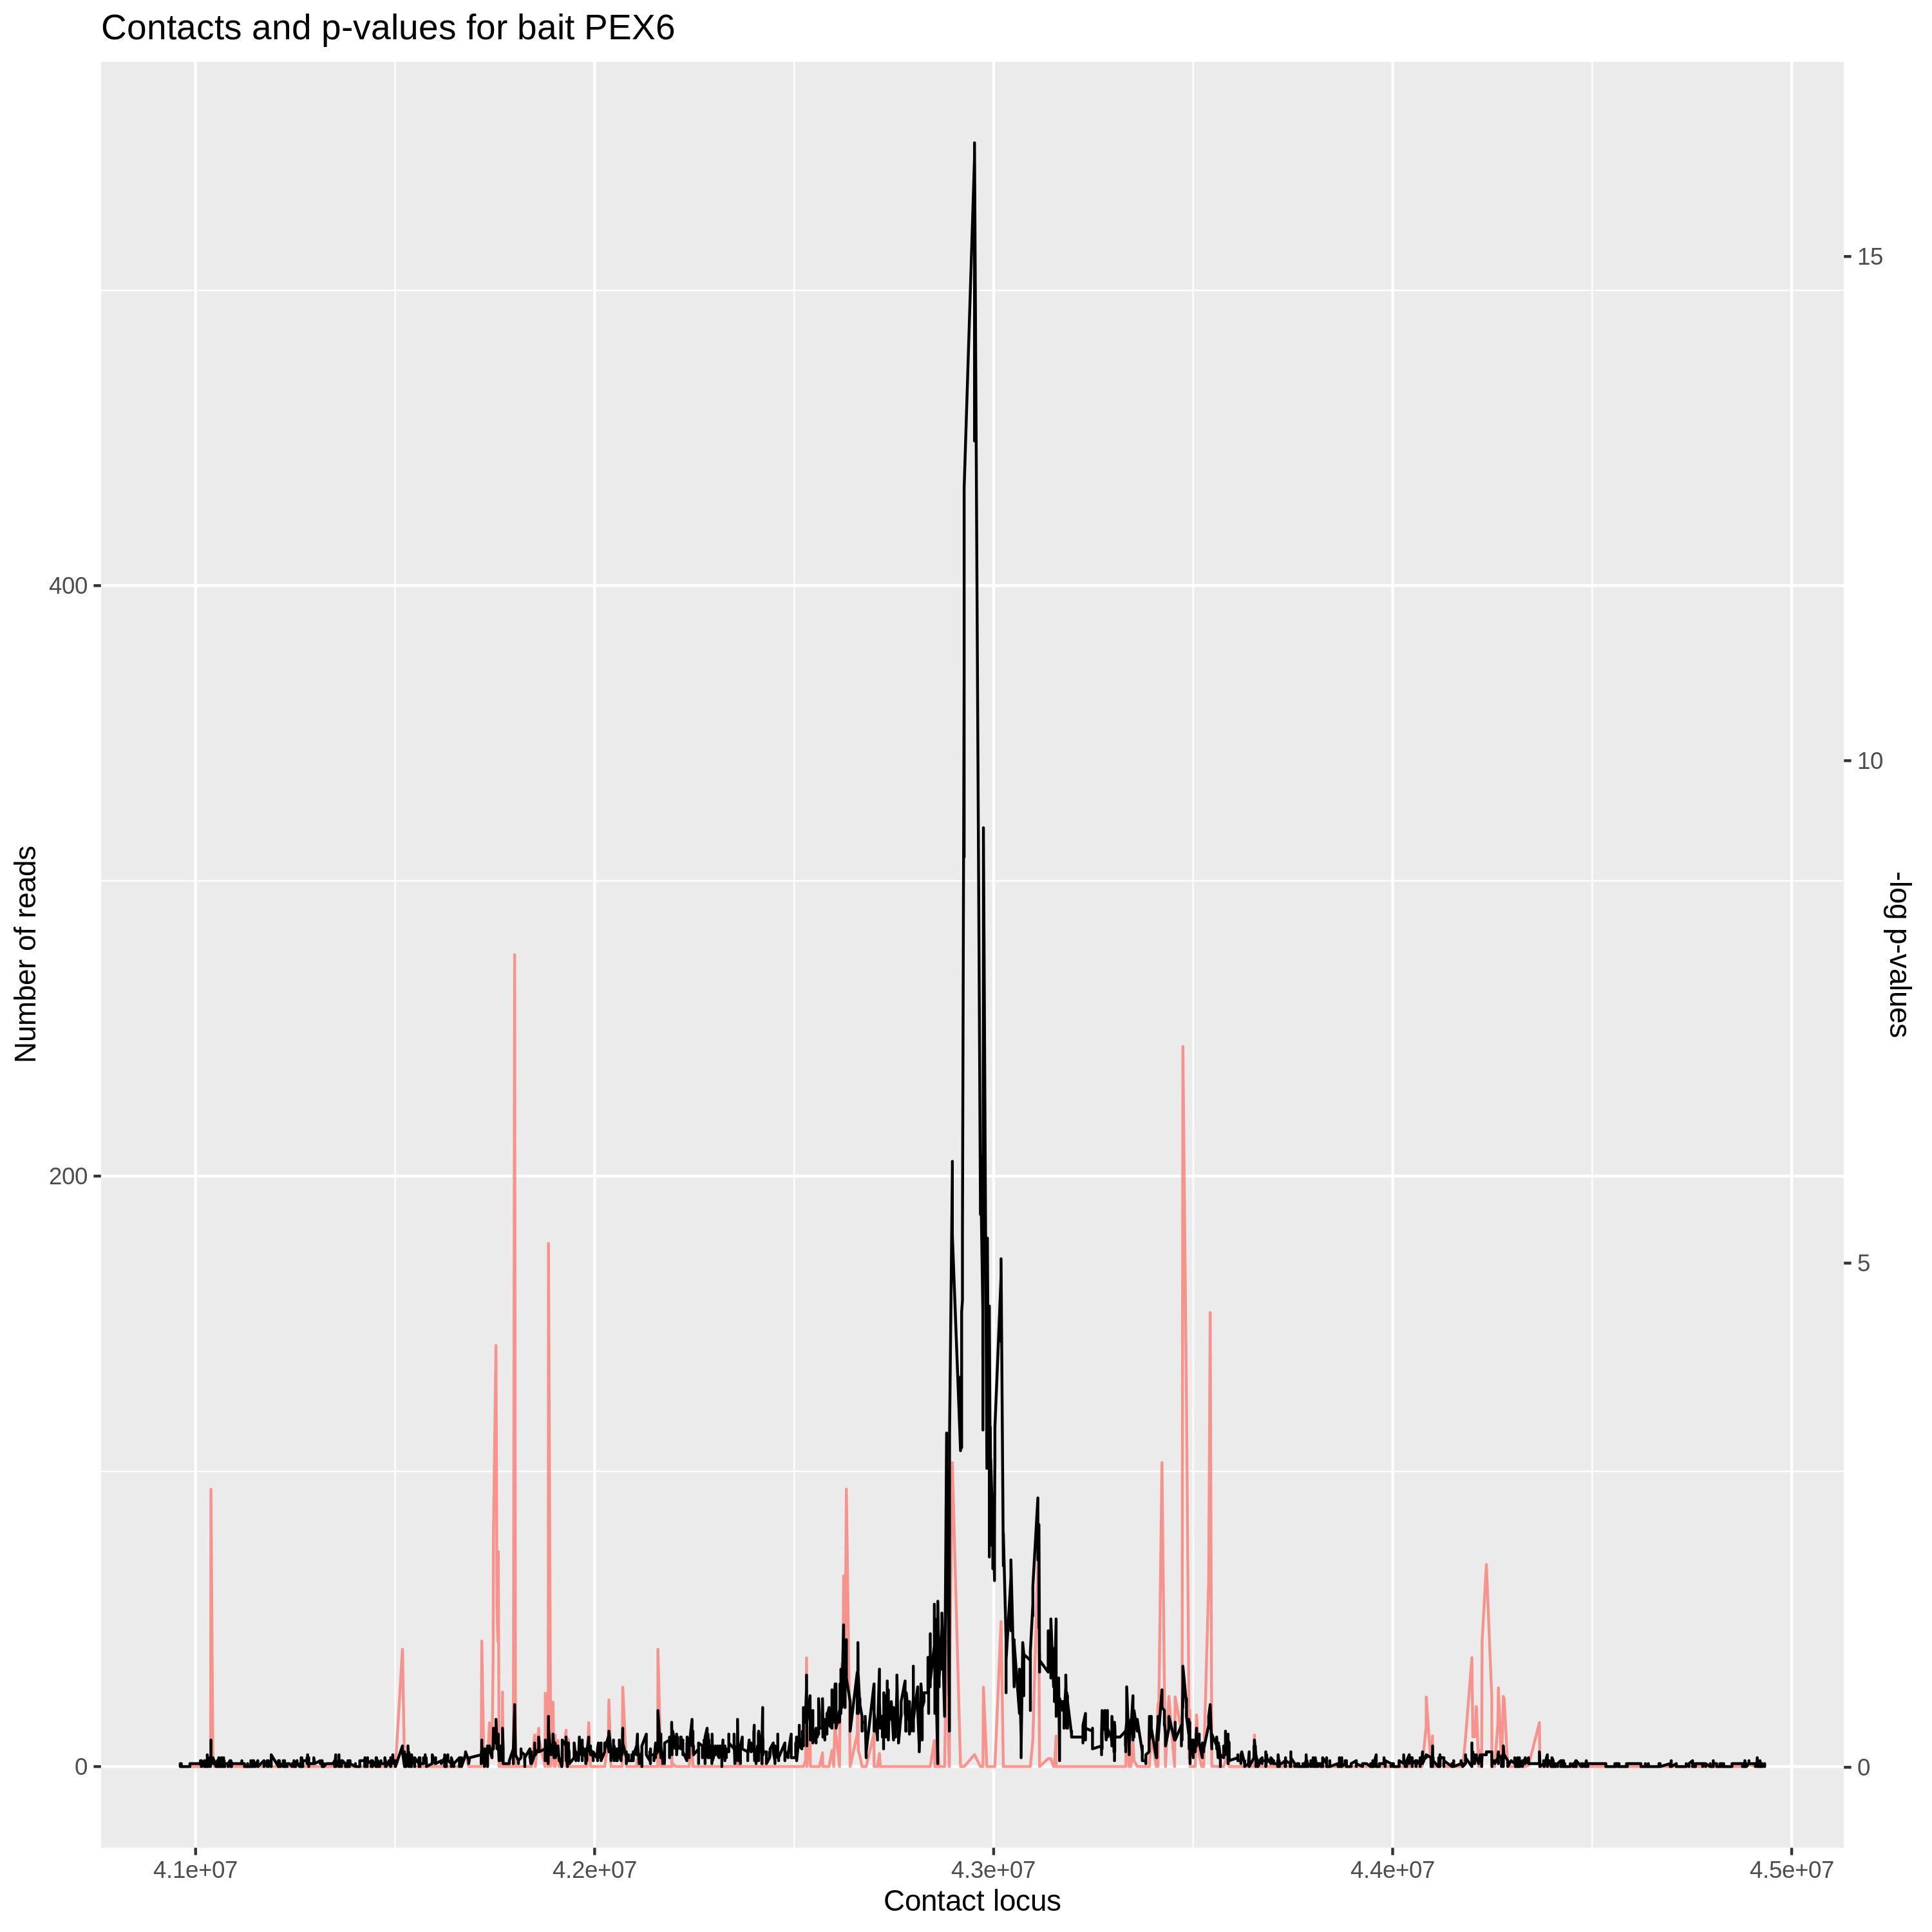 Contacts and p-values for bait PEX6
Number of reads
400
200
0
15
10
5
0
-log p-values
4.1e+07
4.2e+07
4.3e+07
4.4e+07
4.5e+07
Contact locus